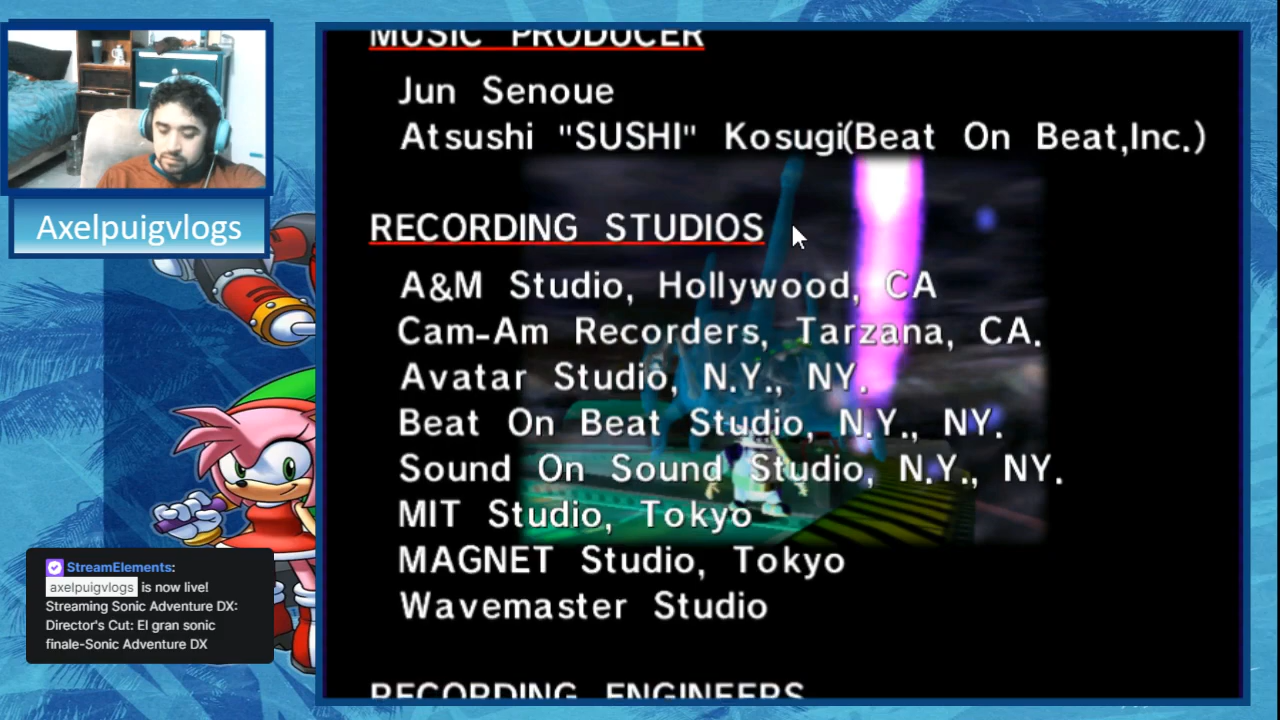 MUSIC PRODUCER
Jun Senoue
Atsushi "SUSHI" Kosugi(Beat On Beat,Inc.)
RECORDING STUDIOS
A&M Studio, Hollywood, CA
Cam-Am Recorders, Tarzana, CA.
Avatar Studio, N.Y., NY.
Beat On Beat Studio, N.Y., NY.
Sound On Sound Studio, N.Y., NY.
MIT Studio, Tokyo
MAGNET Studio, Tokyo
Wavemaster Studio
RECORDING ENGINEERS
Axelpuigvlogs
StreamElements:
axelpuigvlogs is now live!
Streaming Sonic Adventure DX:
Director's Cut: El gran sonic
finale-Sonic Adventure DX